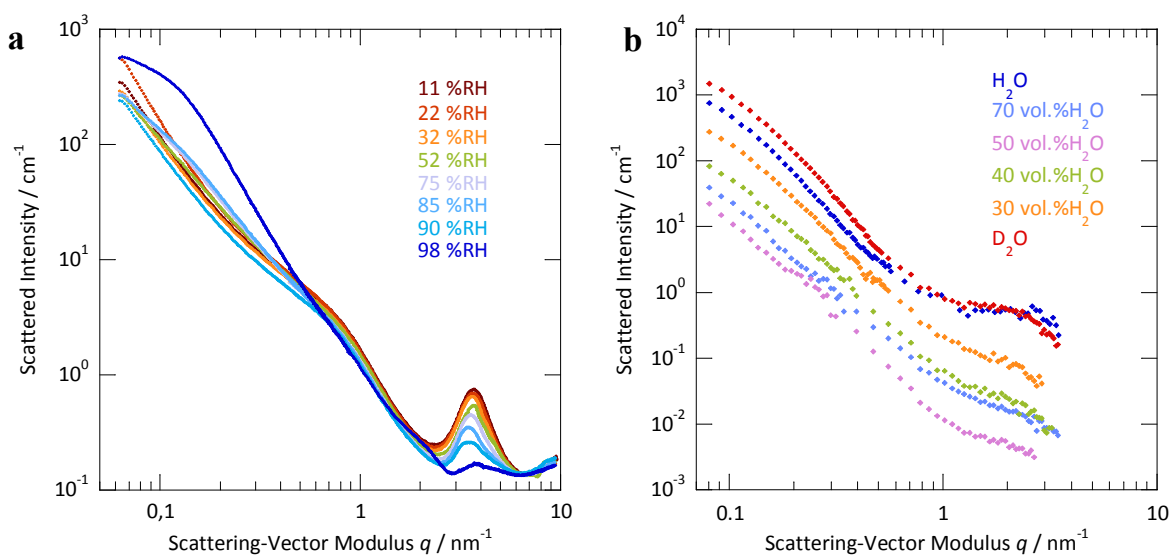 a
Scattered Intensity / cm⁻¹
10³
10²
10¹
10⁰
10⁻¹
11 %RH
22 %RH
32 %RH
52 %RH
75 %RH
85 %RH
90 %RH
98 %RH
0,1 1 10
Scattering-Vector Modulus q / nm⁻¹
b
Scattered Intensity / cm⁻¹
10⁴
10³
10²
10¹
10⁰
10⁻¹
10⁻²
10⁻³
H₂O
70 vol.%H₂O
50 vol.%H₂O
40 vol.%H₂O
30 vol.%H₂O
D₂O
0.1 1 10
Scattering-Vector Modulus q / nm⁻¹